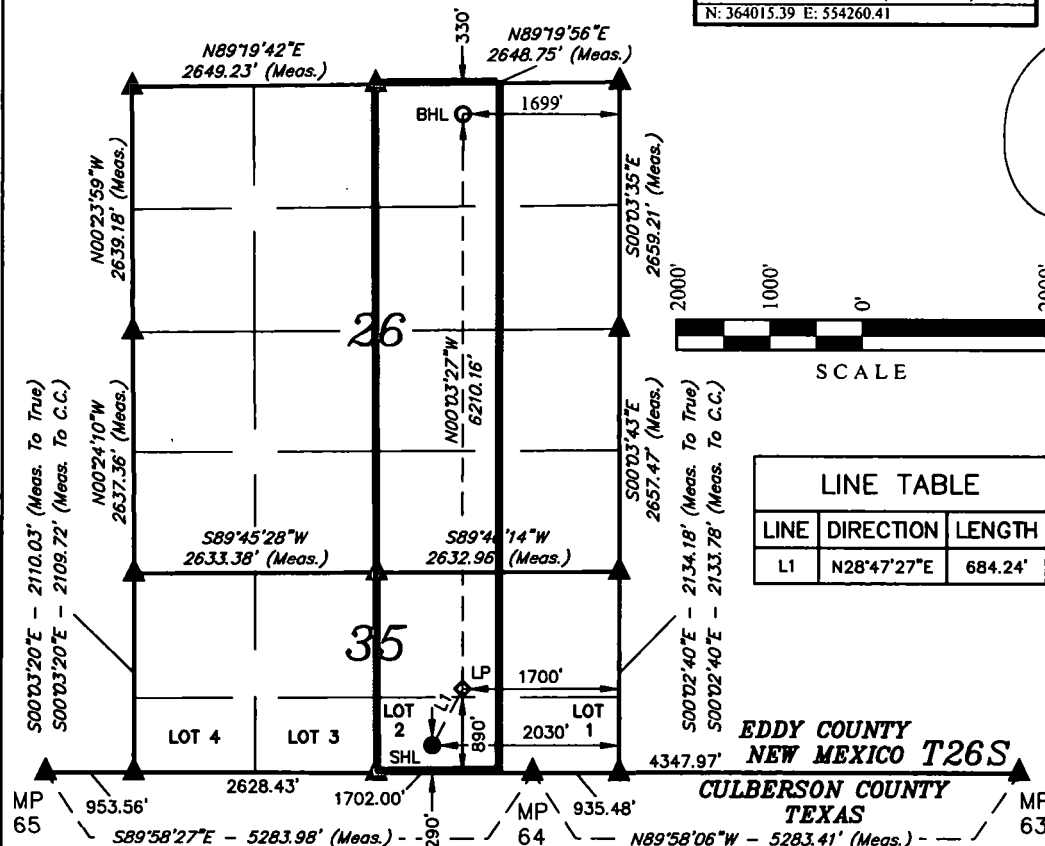 N: 364015.39 E: 554260.41
330'
N89°19'42"E
2649.23' (Meas.)
N89°19'56"E
2648.75' (Meas.)
BHL
1699'
N00°23'59"W
2639.18' (Meas.)
S00°03'35"E
2659.21' (Meas.)
26
2000'
1000'
0'
2000'
SCALE
N00°03'27"W
6210.16'
N00°24'10"W
2637.36' (Meas.)
S00°03'43"E
2657.47' (Meas.)
S00°03'20"E - 2110.03' (Meas. To True)
S00°03'20"E - 2109.72' (Meas. To C.C.)
S00°02'40"E - 2134.18' (Meas. To True)
S00°02'40"E - 2133.78' (Meas. To C.C.)
LINE TABLE
LINE DIRECTION LENGTH
L1 N28°47'27"E 684.24'
S89°45'28"W
2633.38' (Meas.)
2632.96' (Meas.)
35
LP
1700'
L1
LOT 4
LOT 3
LOT
2
LOT
1
890'
2030'
SHL
EDDY COUNTY
NEW MEXICO T26S
4347.97'
CULBERSON COUNTY
TEXAS
MP
65
953.56'
2628.43'
1702.00'
290'
MP
64
935.48'
MP
63
S89°58'27"E - 5283.98' (Meas.)
N89°58'06"W - 5283.41' (Meas.)